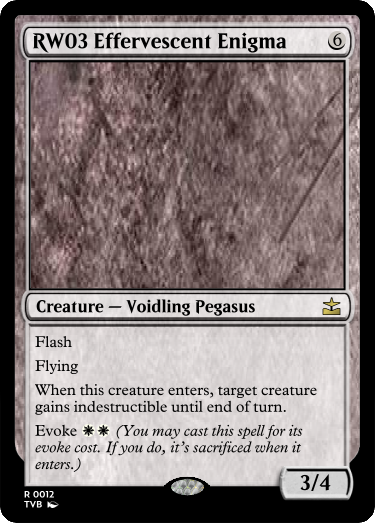 RW03 Effervescent Enigma 6
Creature — Voidling Pegasus
Flash
Flying
When this creature enters, target creature
gains indestructible until end of turn.
Evoke ☀☀ (You may cast this spell for its
evoke cost. If you do, it's sacrificed when it
enters.)
3/4
R 0012
TVB